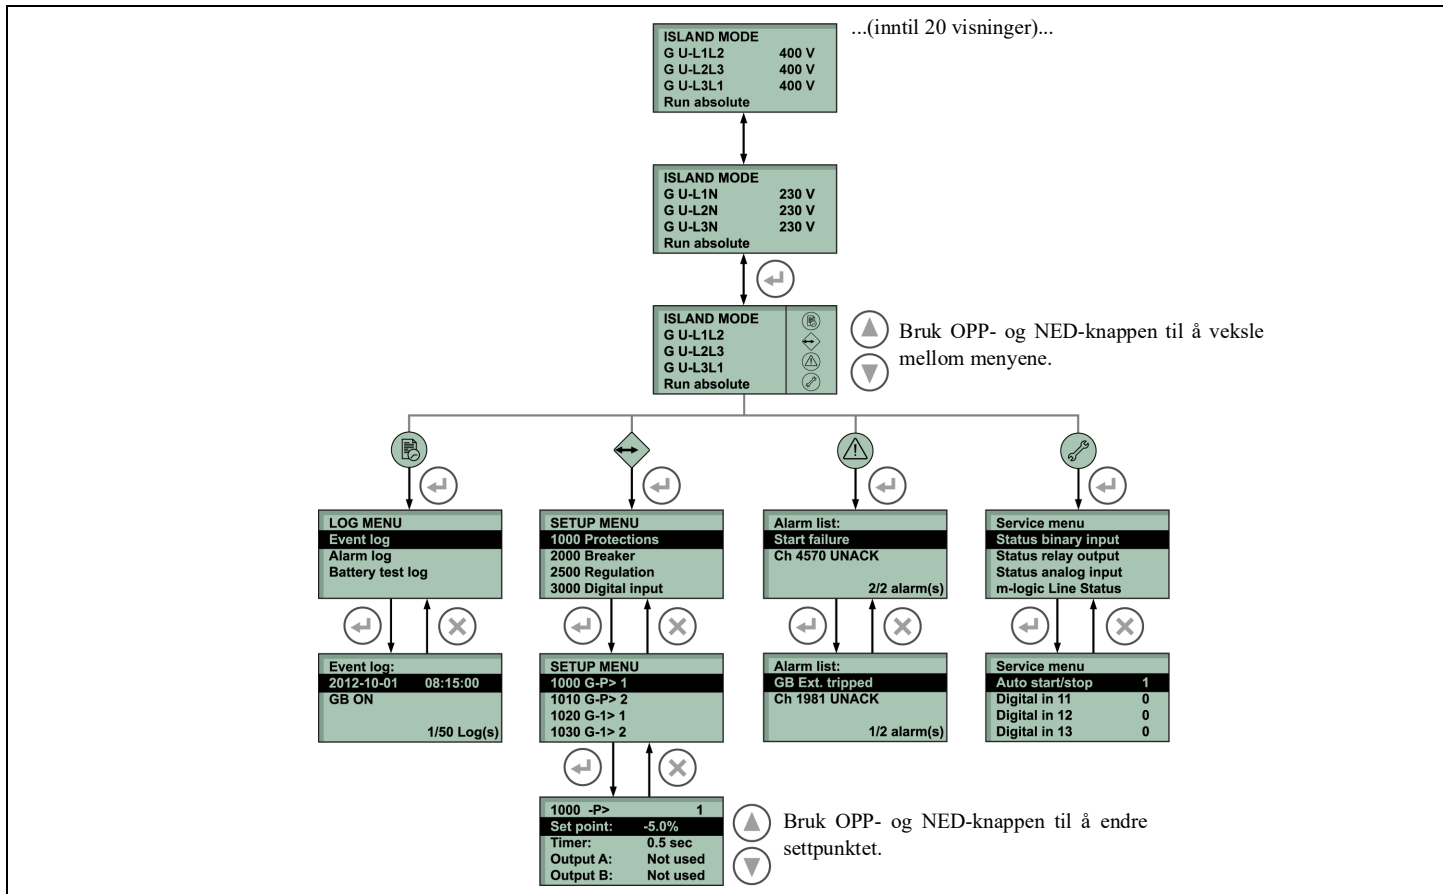 ...(inntil 20 visninger)...
ISLAND MODE
G U-L1L2 400 V
G U-L2L3 400 V
G U-L3L1 400 V
Run absolute
ISLAND MODE
G U-L1N 230 V
G U-L2N 230 V
G U-L3N 230 V
Run absolute
ISLAND MODE
G U-L1L2
G U-L2L3
G U-L3L1
Run absolute
Bruk OPP- og NED-knappen til å veksle
mellom menyene.
LOG MENU
Event log
Alarm log
Battery test log
SETUP MENU
1000 Protections
2000 Breaker
2500 Regulation
3000 Digital input
Alarm list:
Start failure
Ch 4570 UNACK
2/2 alarm(s)
Service menu
Status binary input
Status relay output
Status analog input
m-logic Line Status
Event log:
2012-10-01 08:15:00
GB ON
1/50 Log(s)
SETUP MENU
1000 G-P> 1
1010 G-P> 2
1020 G-1> 1
1030 G-1> 2
Alarm list:
GB Ext. tripped
Ch 1981 UNACK
1/2 alarm(s)
Service menu
Auto start/stop 1
Digital in 11 0
Digital in 12 0
Digital in 13 0
1000 -P> 1
Set point: -5.0%
Timer: 0.5 sec
Output A: Not used
Output B: Not used
Bruk OPP- og NED-knappen til å endre
settpunktet.